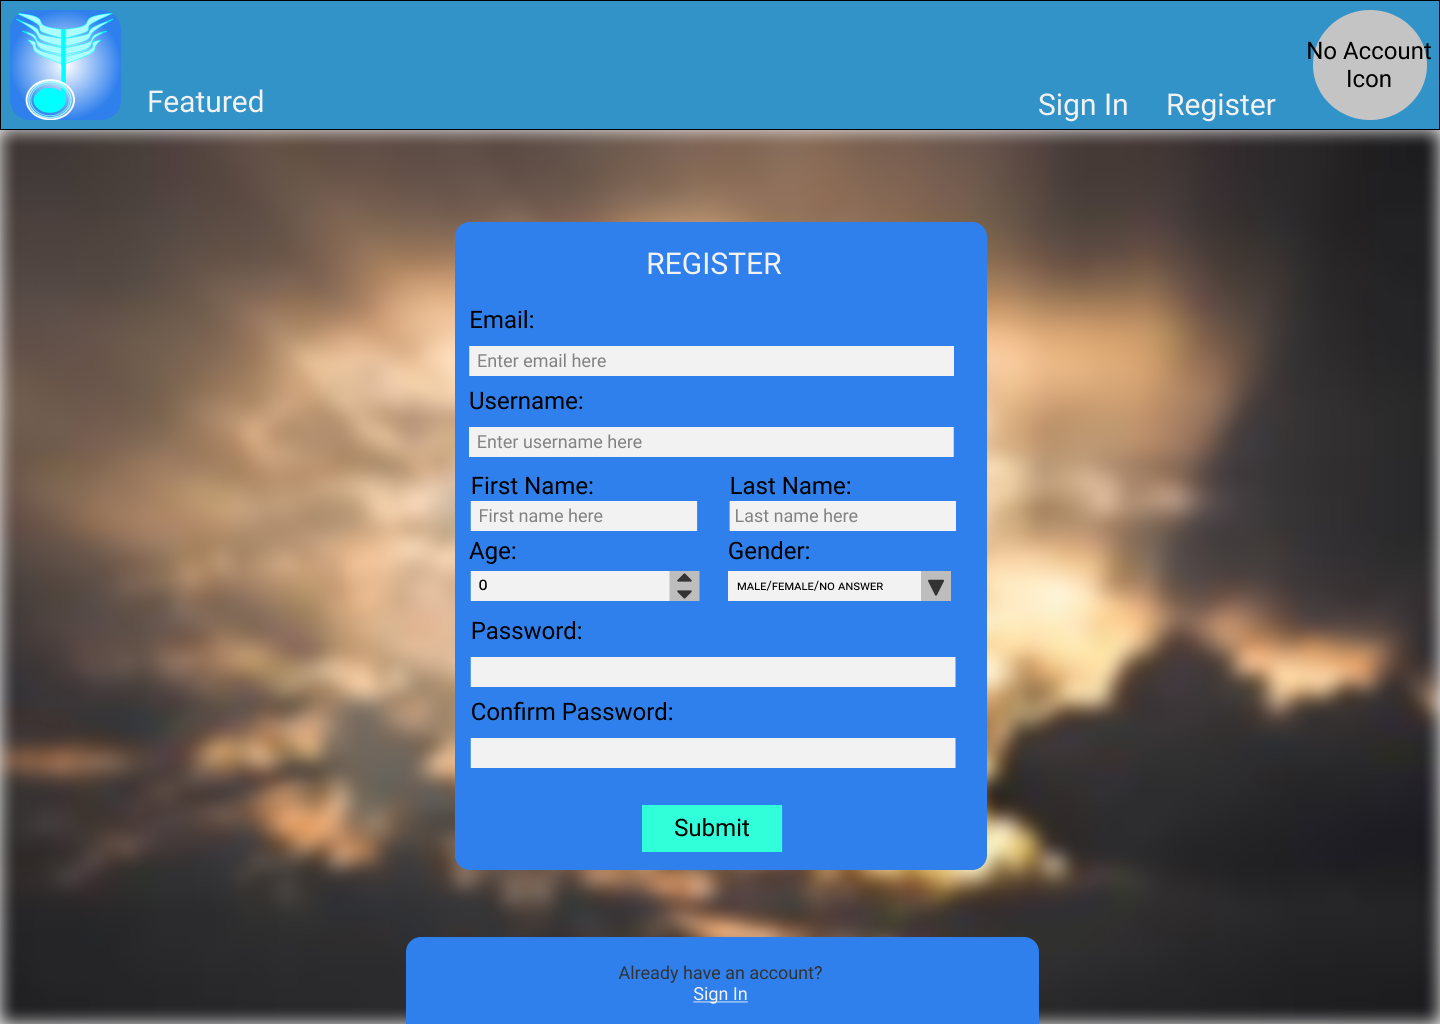 Featured
Sign In
Register
No Account
Icon
REGISTER
Email:
Enter email here
Username:
Enter username here
First Name:
Last Name:
First name here
Last name here
Age:
Gender:
0
MALE/FEMALE/NO ANSWER
Password:
Confirm Password:
Submit
Already have an account?
Sign In